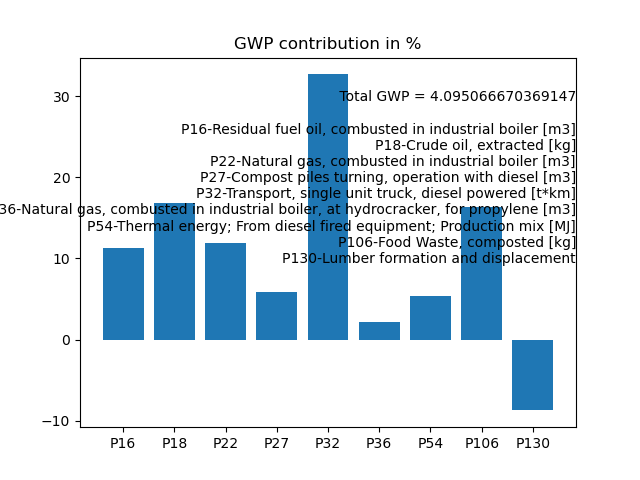 GWP contribution in %
30
20
10
0
−10
Total GWP = 4.095066670369147
P16-Residual fuel oil, combusted in industrial boiler [m3]
P18-Crude oil, extracted [kg]
P22-Natural gas, combusted in industrial boiler [m3]
P27-Compost piles turning, operation with diesel [m3]
P32-Transport, single unit truck, diesel powered [t*km]
36-Natural gas, combusted in industrial boiler, at hydrocracker, for propylene [m3]
P54-Thermal energy; From diesel fired equipment; Production mix [MJ]
P106-Food Waste, composted [kg]
P130-Lumber formation and displacement
P16 P18 P22 P27 P32 P36 P54 P106 P130